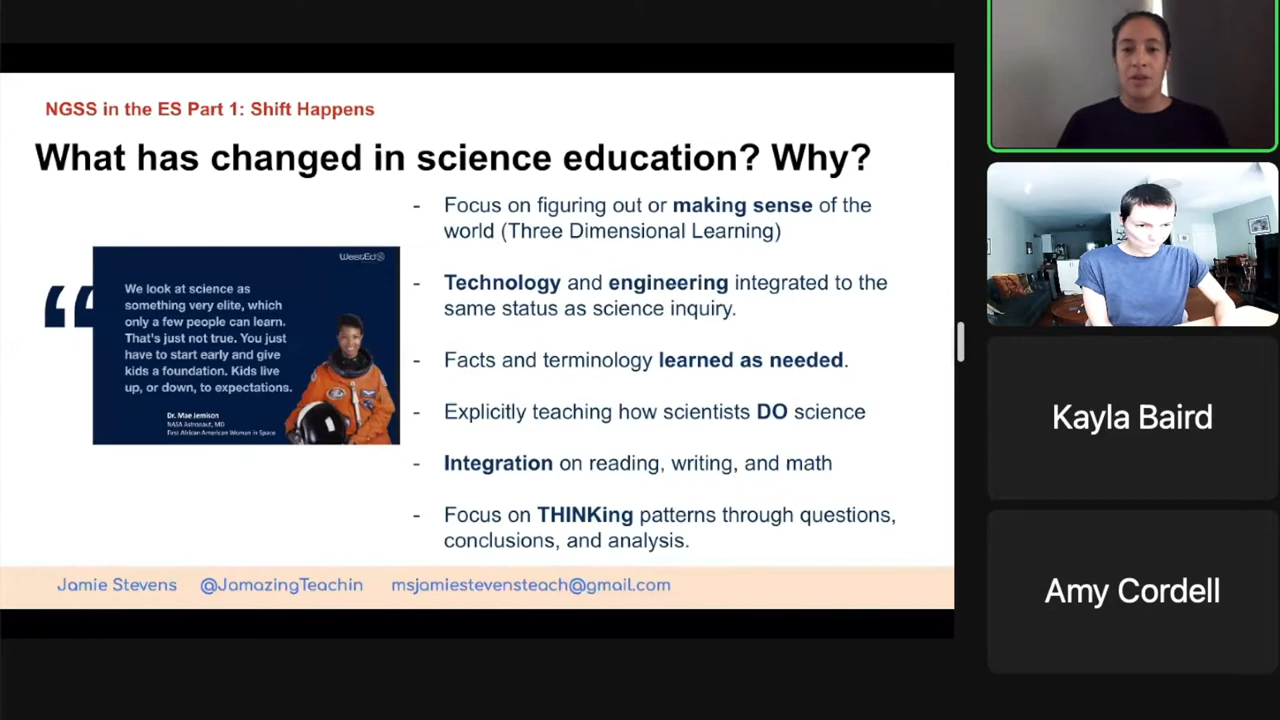 NGSS in the ES Part 1: Shift Happens
What has changed in science education? Why?
“
WestEd
We look at science as
something very elite, which
only a few people can learn.
That's just not true. You just
have to start early and give
kids a foundation. Kids live
up, or down, to expectations.
Dr. Mae Jemison
NASA Astronaut, MD
First African American Woman in Space
- Focus on figuring out or making sense of the
world (Three Dimensional Learning)
- Technology and engineering integrated to the
same status as science inquiry.
- Facts and terminology learned as needed.
- Explicitly teaching how scientists DO science
- Integration on reading, writing, and math
- Focus on THINKing patterns through questions,
conclusions, and analysis.
Jamie Stevens @JamazingTeachin msjamiestevensteach@gmail.com
Kayla Baird
Amy Cordell